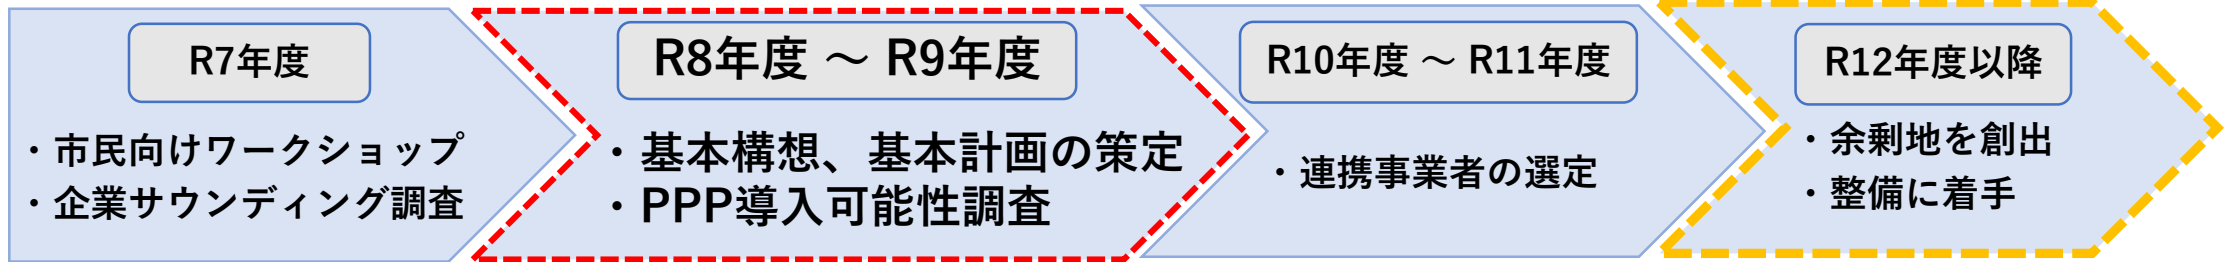 R7年度
・市民向けワークショップ
・企業サウンディング調査
R8年度 ～ R9年度
・基本構想、基本計画の策定
・PPP導入可能性調査
R10年度 ～ R11年度
・連携事業者の選定
R12年度以降
・余剰地を創出
・整備に着手